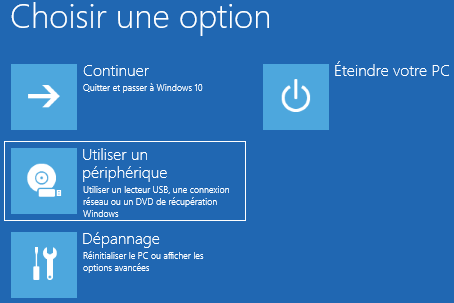 Choisir une option
Continuer
Quitter et passer à Windows 10
Éteindre votre PC
Utiliser un
périphérique
Utiliser un lecteur USB, une connexion
réseau ou un DVD de récupération
Windows
Dépannage
Réinitialiser le PC ou afficher les
options avancées